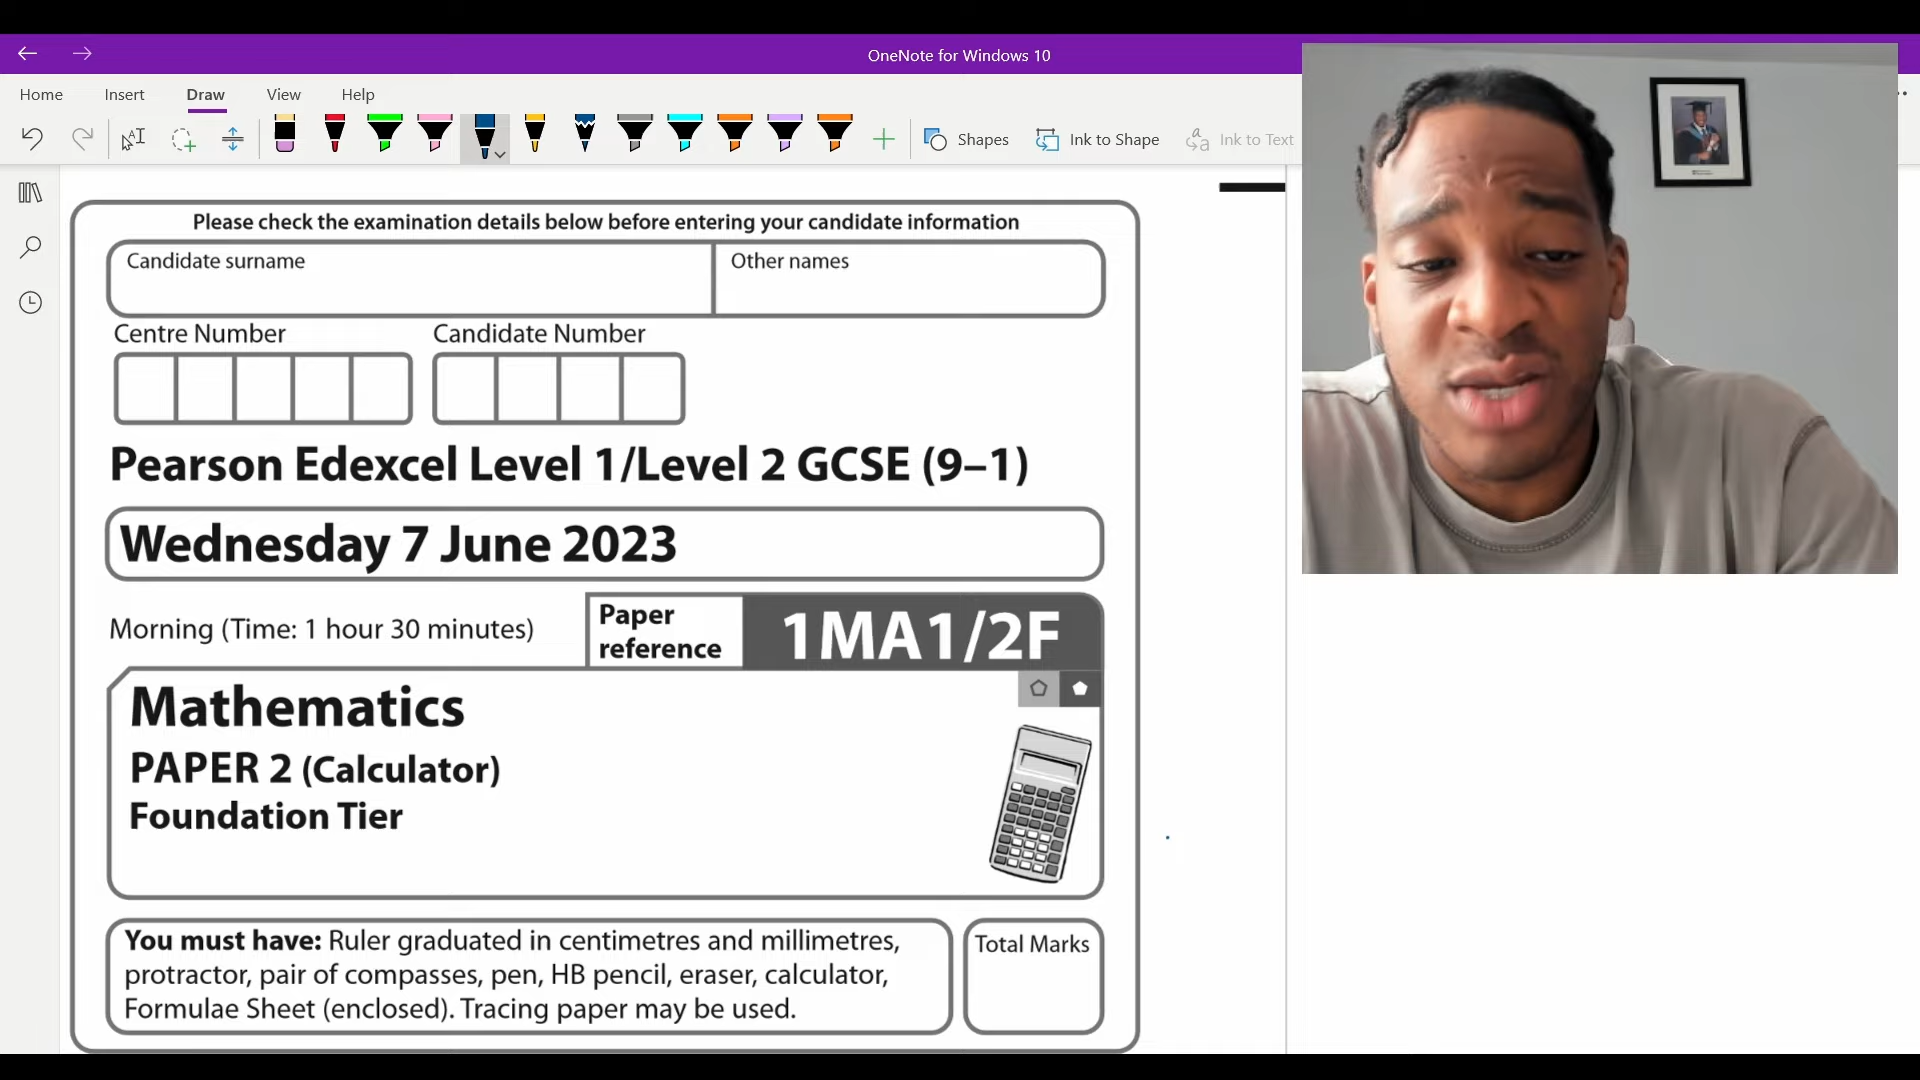 OneNote for Windows 10
Home Insert Draw View Help
Shapes Ink to Shape Ink to Text
Please check the examination details below before entering your candidate information
Candidate surname
Other names
Centre Number
Candidate Number
Pearson Edexcel Level 1/Level 2 GCSE (9–1)
Wednesday 7 June 2023
Morning (Time: 1 hour 30 minutes)
Paper
reference
1MA1/2F
Mathematics
PAPER 2 (Calculator)
Foundation Tier
You must have: Ruler graduated in centimetres and millimetres,
protractor, pair of compasses, pen, HB pencil, eraser, calculator,
Formulae Sheet (enclosed). Tracing paper may be used.
Total Marks